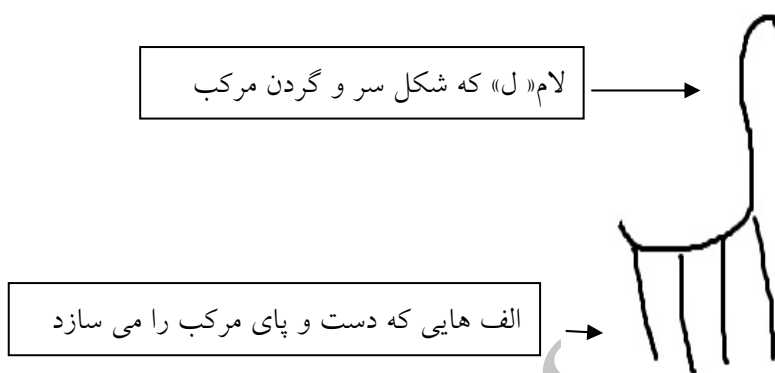 لام« ل» که شکل سر و گردن مرکب
الف هایی که دست و پای مرکب را می سازد